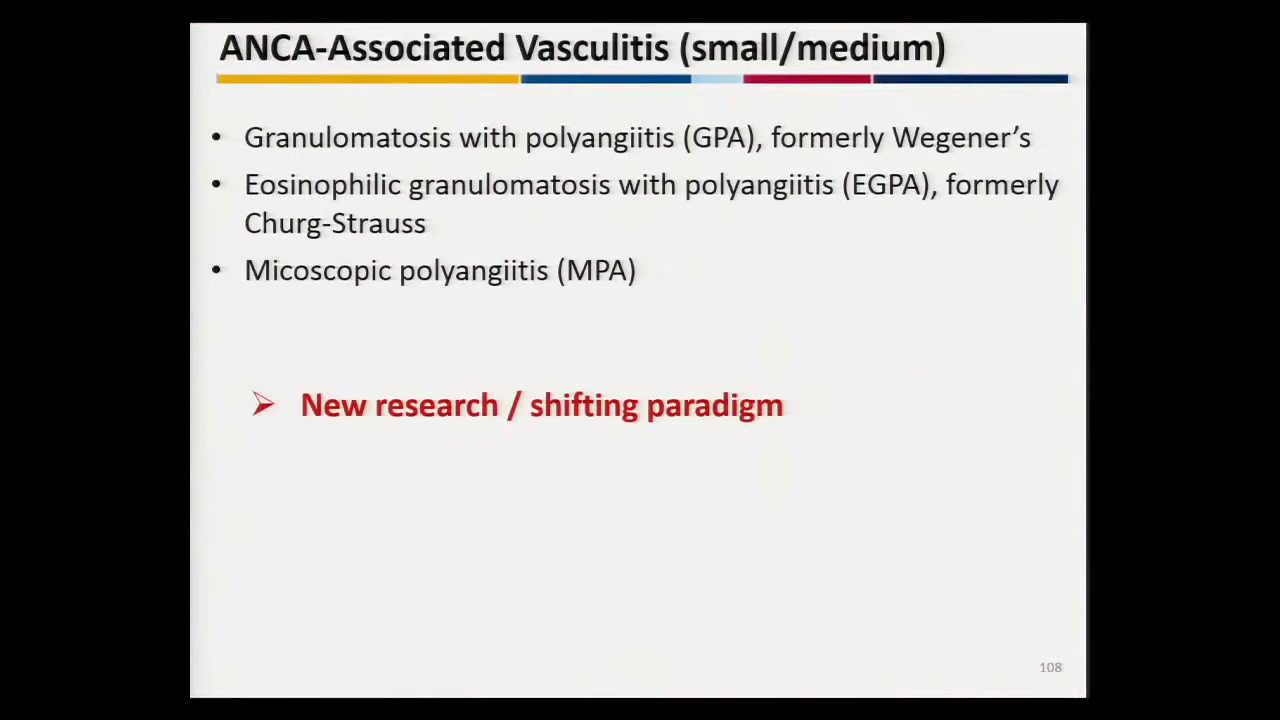 ANCA-Associated Vasculitis (small/medium)
• Granulomatosis with polyangiitis (GPA), formerly Wegener’s
• Eosinophilic granulomatosis with polyangiitis (EGPA), formerly
Churg-Strauss
• Micoscopic polyangiitis (MPA)
➢ New research / shifting paradigm
108